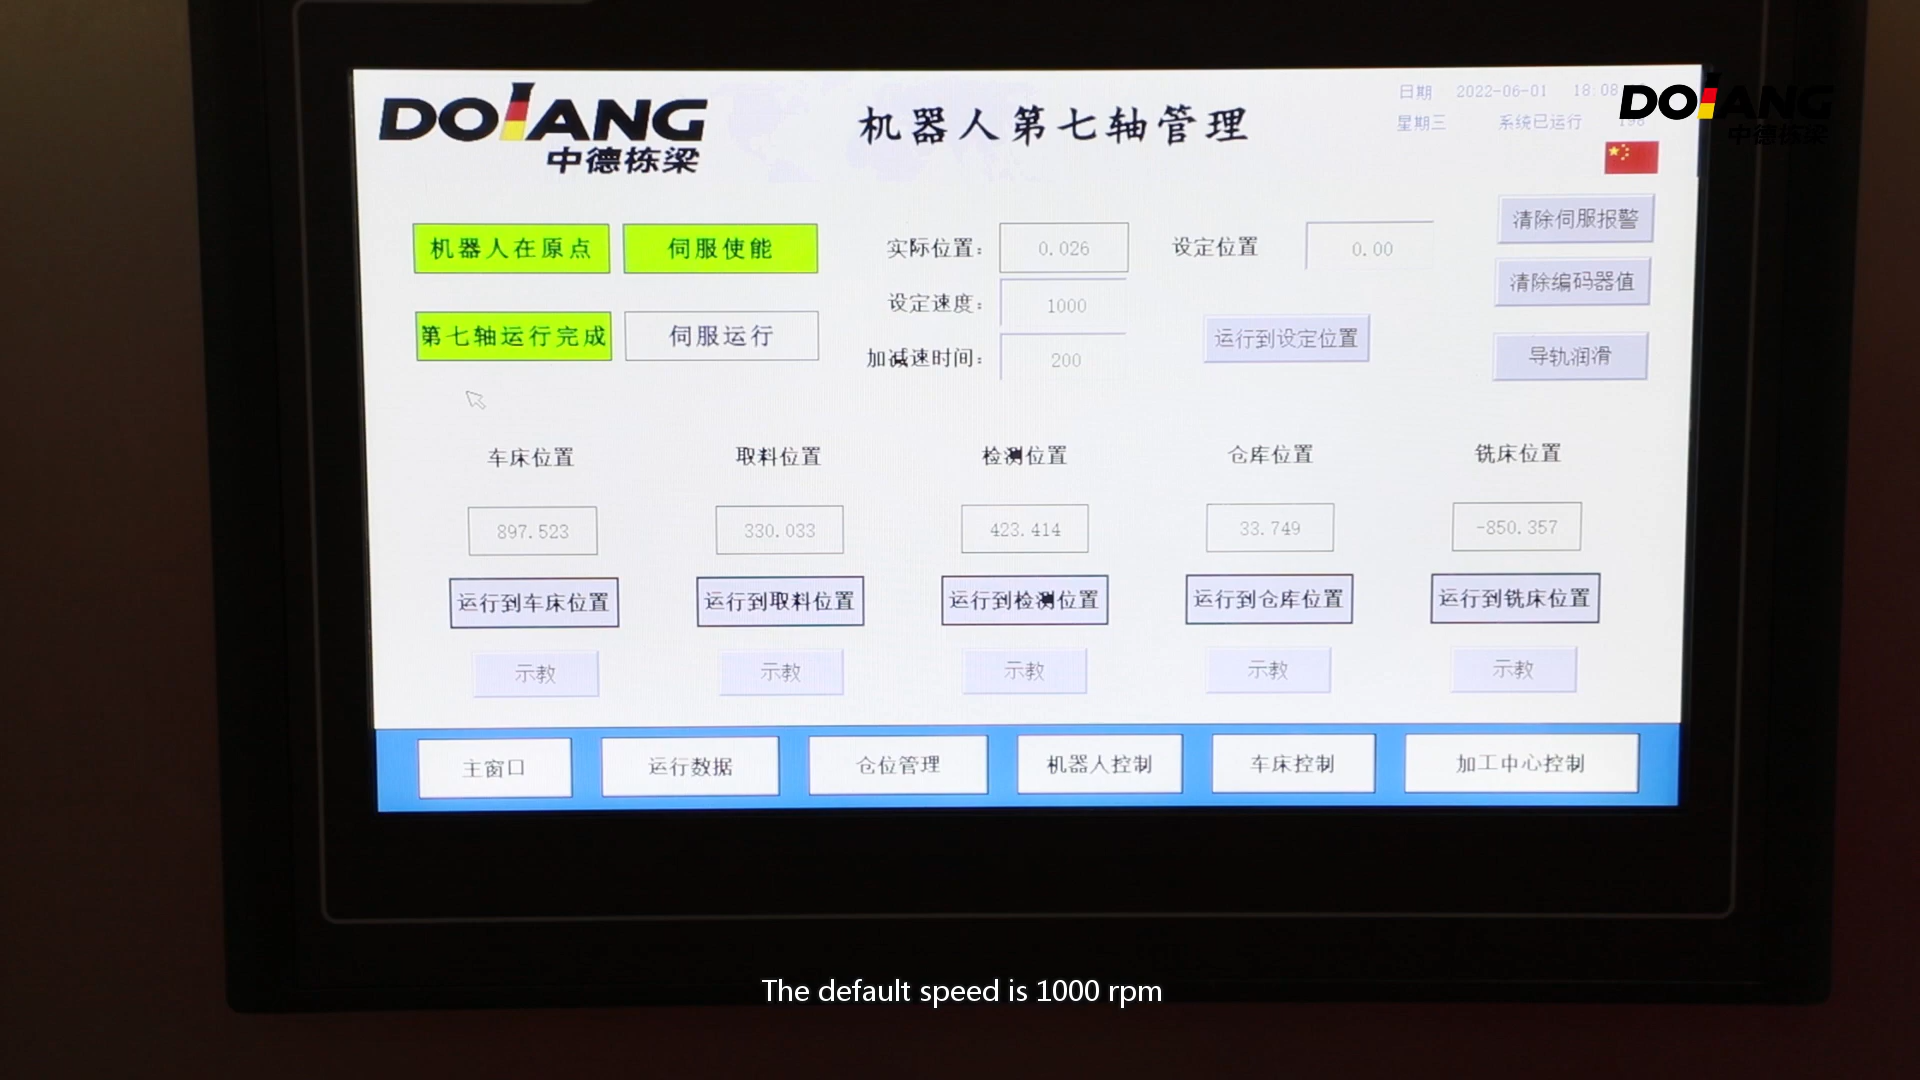 DOLANG
中德栋梁
机器人第七轴管理
日期 2022-06-01 18:08
星期三 系统已运行 198
DOLANG
中德栋梁
机器人在原点 伺服使能 实际位置: 0.026 设定位置 0.00 清除伺服报警
设定速度: 1000 清除编码器值
第七轴运行完成 伺服运行 加减速时间: 200 运行到设定位置 导轨润滑
车床位置 取料位置 检测位置 仓库位置 铣床位置
897.523 330.033 423.414 33.749 -850.357
运行到车床位置 运行到取料位置 运行到检测位置 运行到仓库位置 运行到铣床位置
示教 示教 示教 示教 示教
主窗口 运行数据 仓位管理 机器人控制 车床控制 加工中心控制
The default speed is 1000 rpm